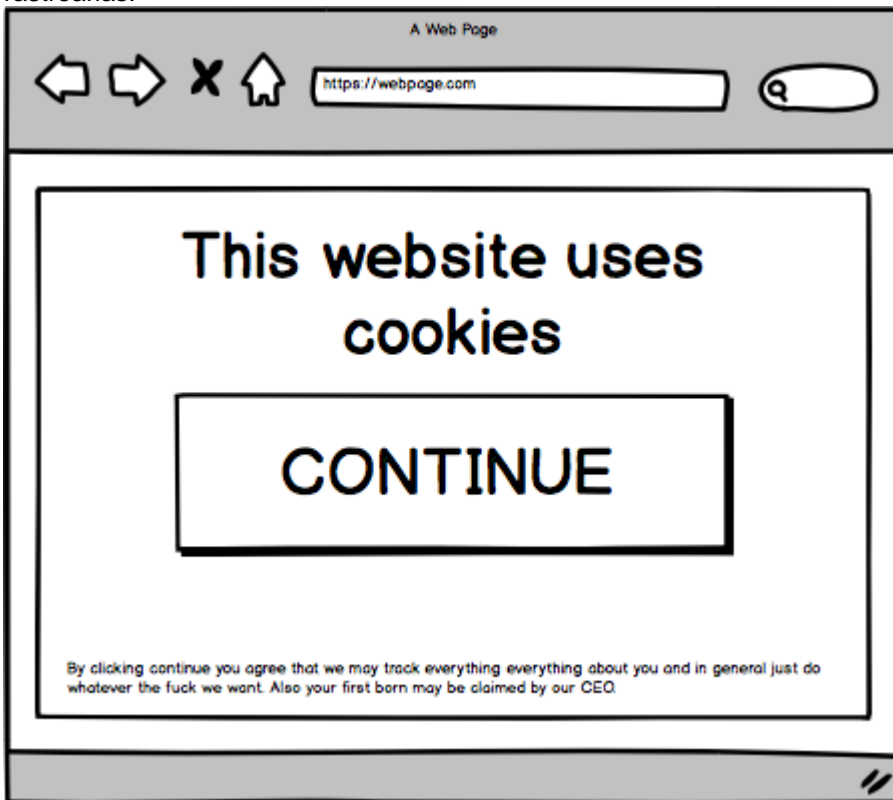 A Web Page
https://webpage.com
This website uses
cookies
CONTINUE
By clicking continue you agree that we may track everything everything about you and in general just do
whatever the fuck we want. Also your first born may be claimed by our CEO.